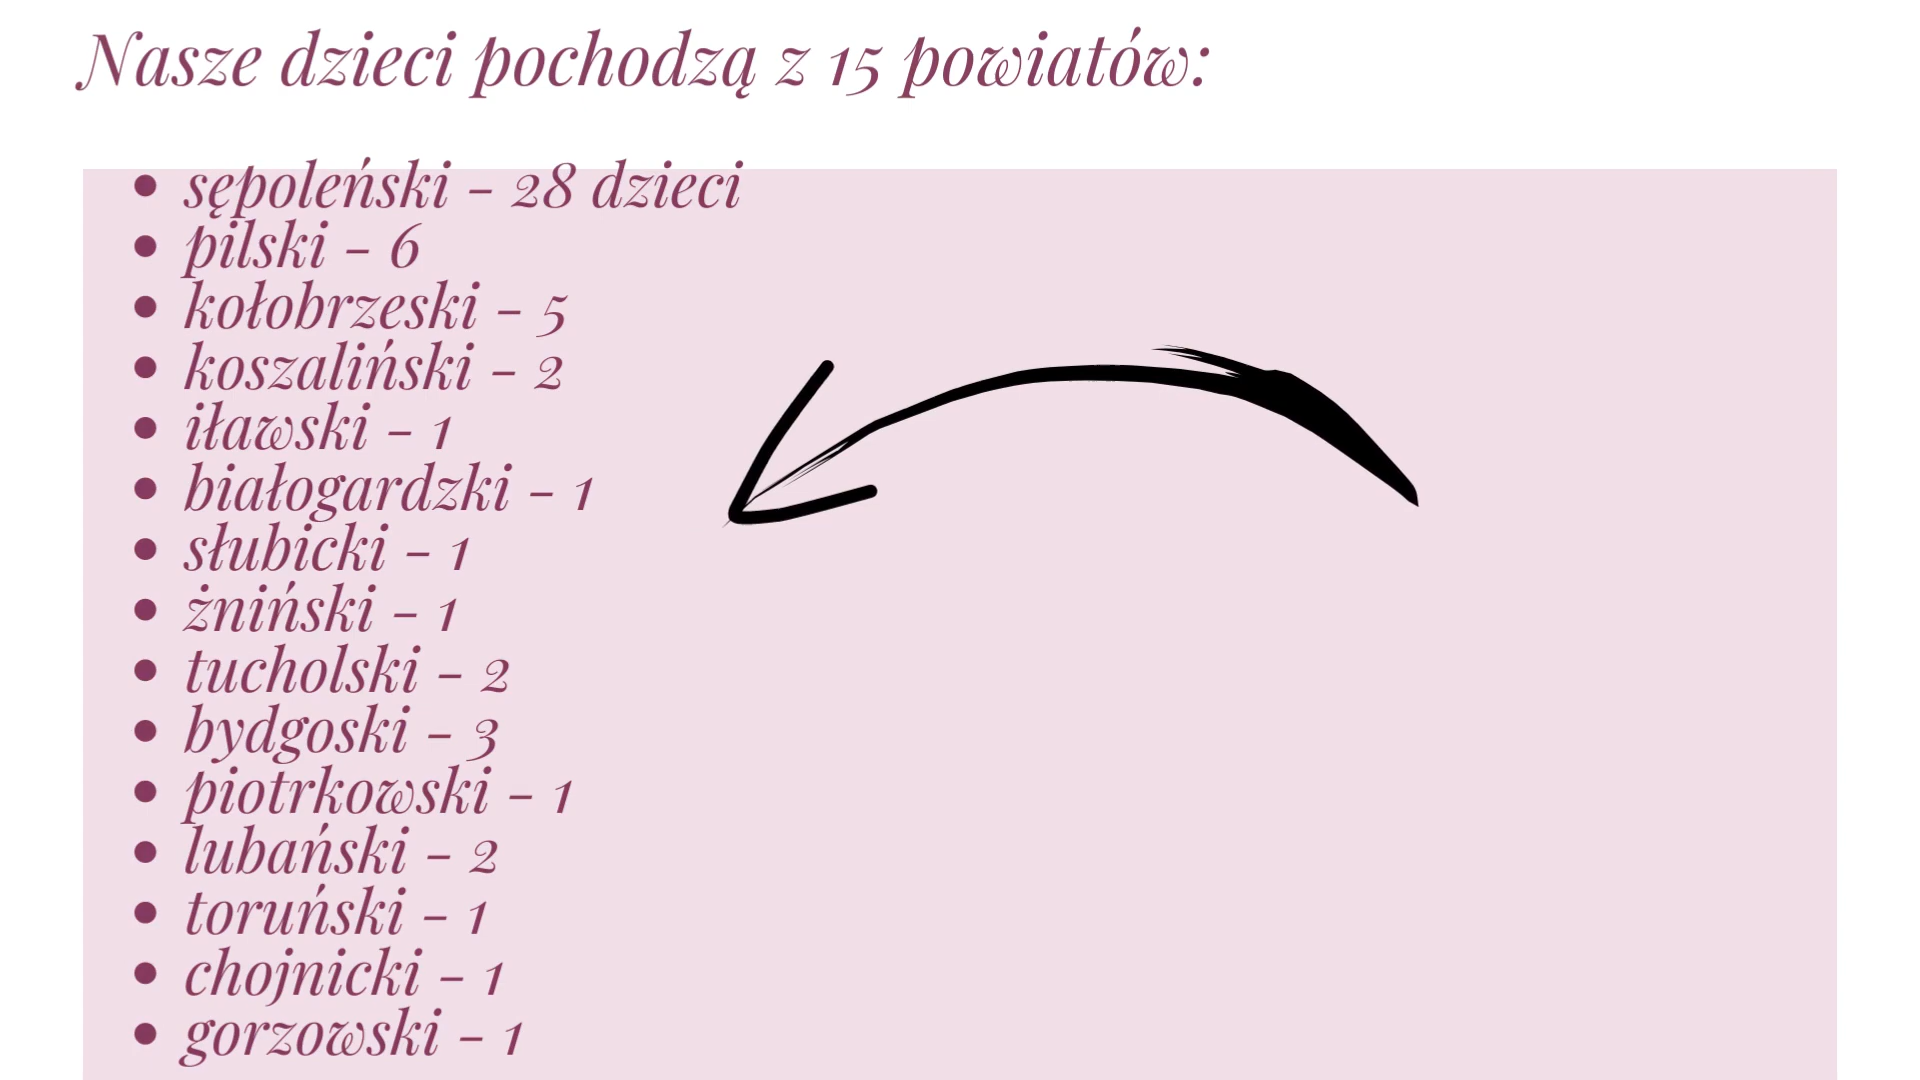 Nasze dzieci pochodzą z 15 powiatów:
• sępoleński – 28 dzieci
• pilski – 6
• kołobrzeski – 5
• koszaliński – 2
• iławski – 1
• białogardzki – 1
• słubicki – 1
• żniński – 1
• tucholski – 2
• bydgoski – 3
• piotrkowski – 1
• lubański – 2
• toruński – 1
• chojnicki – 1
• gorzowski – 1